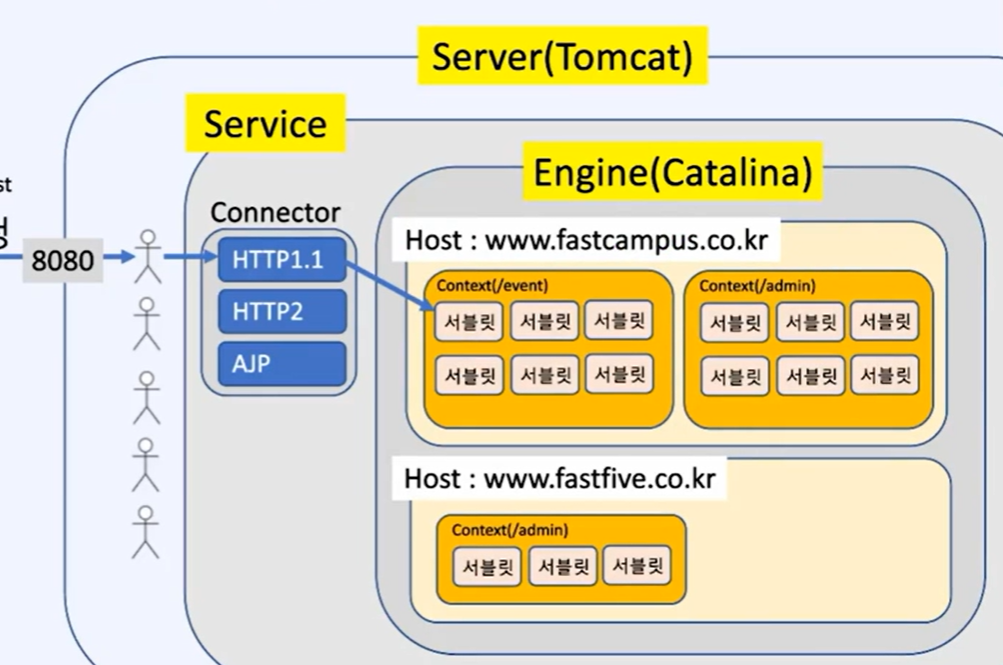 Server(Tomcat)
Service
Engine(Catalina)
st
8080
Connector
HTTP1.1
HTTP2
AJP
Host : www.fastcampus.co.kr
Context(/event)
서블릿 서블릿 서블릿
서블릿 서블릿 서블릿
Context(/admin)
서블릿 서블릿 서블릿
서블릿 서블릿 서블릿
Host : www.fastfive.co.kr
Context(/admin)
서블릿 서블릿 서블릿